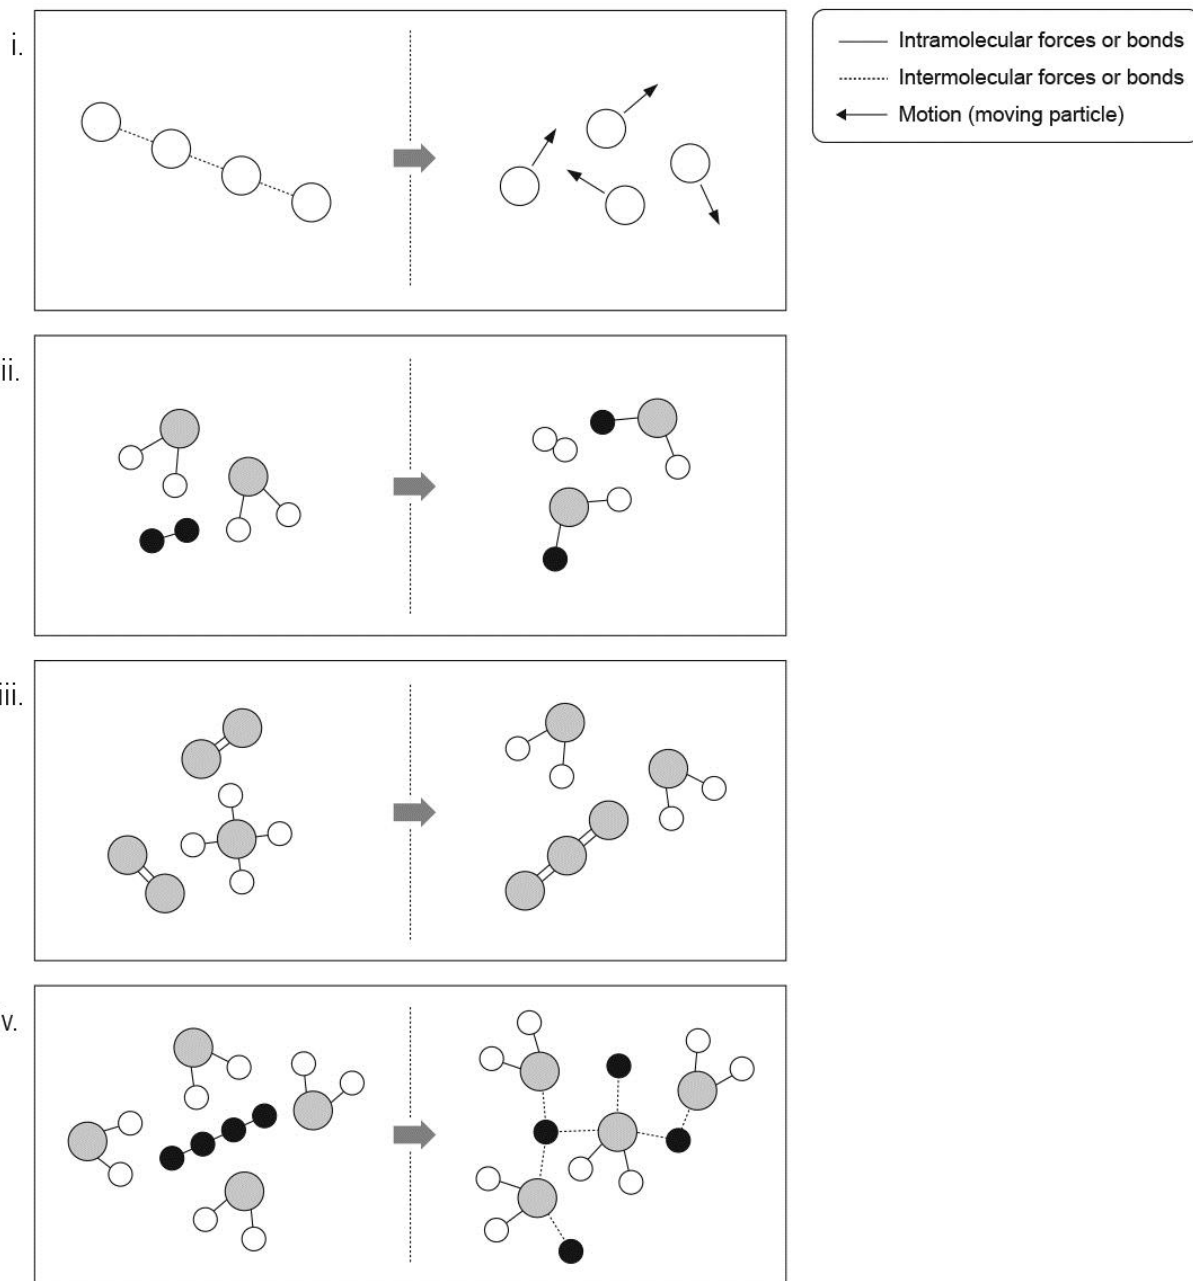 i.
Intramolecular forces or bonds
Intermolecular forces or bonds
Motion (moving particle)
ii.
iii.
v.